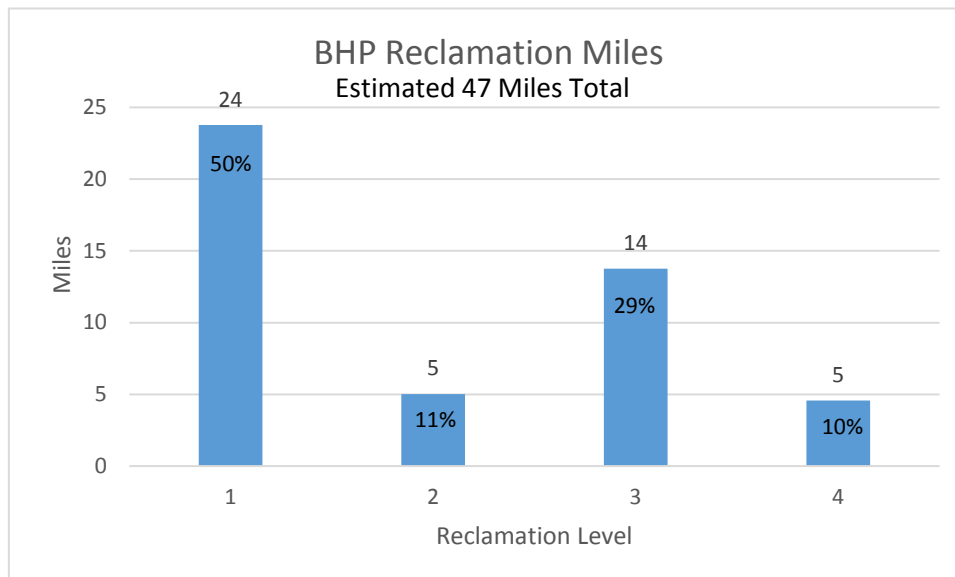 BHP Reclamation Miles
Estimated 47 Miles Total
24
25
50%
20
14
15
29%
10
5
5
5
11%
10%
0
1 2 3 4
Miles
Reclamation Level